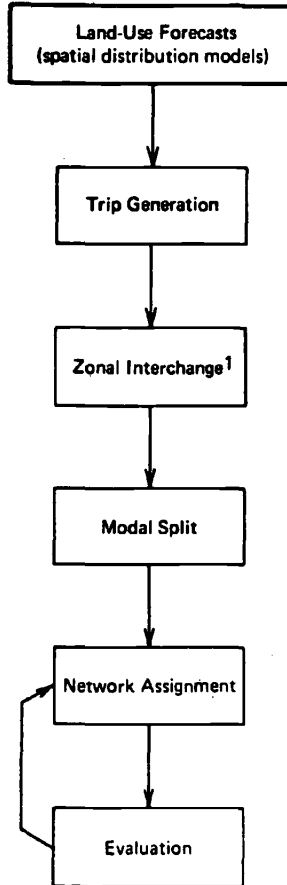 Land-Use Forecasts
(spatial distribution models)
Trip Generation
Zonal Interchange1
Modal Split
Network Assignment
Evaluation